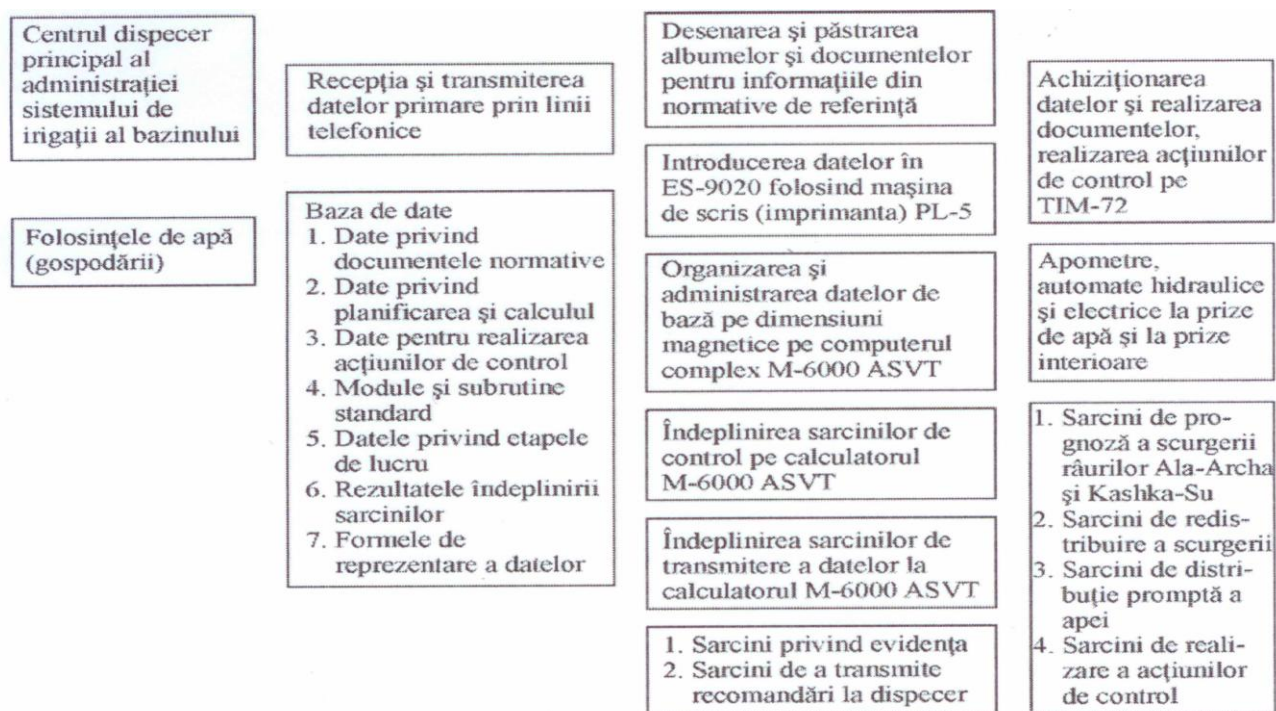 Centrul dispecer
principal al
administrației
sistemului de
irigații al bazinului
Folosințele de apă
(gospodării)
Recepția și transmiterea
datelor primare prin linii
telefonice
Baza de date
1. Date privind
documentele normative
2. Date privind
planificarea și calculul
3. Date pentru realizarea
acțiunilor de control
4. Module și subrutine
standard
5. Datele privind etapele
de lucru
6. Rezultatele îndeplinirii
sarcinilor
7. Formele de
reprezentare a datelor
Desenarea și păstrarea
albumelor și documentelor
pentru informațiile din
normative de referință
Introducerea datelor în
ES-9020 folosind mașina
de scris (imprimanta) PL-5
Organizarea și
administrarea datelor de
bază pe dimensiuni
magnetice pe computerul
complex M-6000 ASVT
Îndeplinirea sarcinilor de
control pe calculatorul
M-6000 ASVT
Îndeplinirea sarcinilor de
transmitere a datelor la
calculatorul M-6000 ASVT
1. Sarcini privind evidența
2. Sarcini de a transmite
recomandări la dispecer
Achiziționarea
datelor și realizarea
documentelor,
realizarea acțiunilor
de control pe
TIM-72
Apometre,
automate hidraulice
și electrice la prize
de apă și la prize
interioare
1. Sarcini de pro-
gnoză a scurgerii
râurilor Ala-Archa
și Kashka-Su
2. Sarcini de redis-
tribuire a scurgerii
3. Sarcini de distri-
buție promptă a
apei
4. Sarcini de reali-
zare a acțiunilor
de control